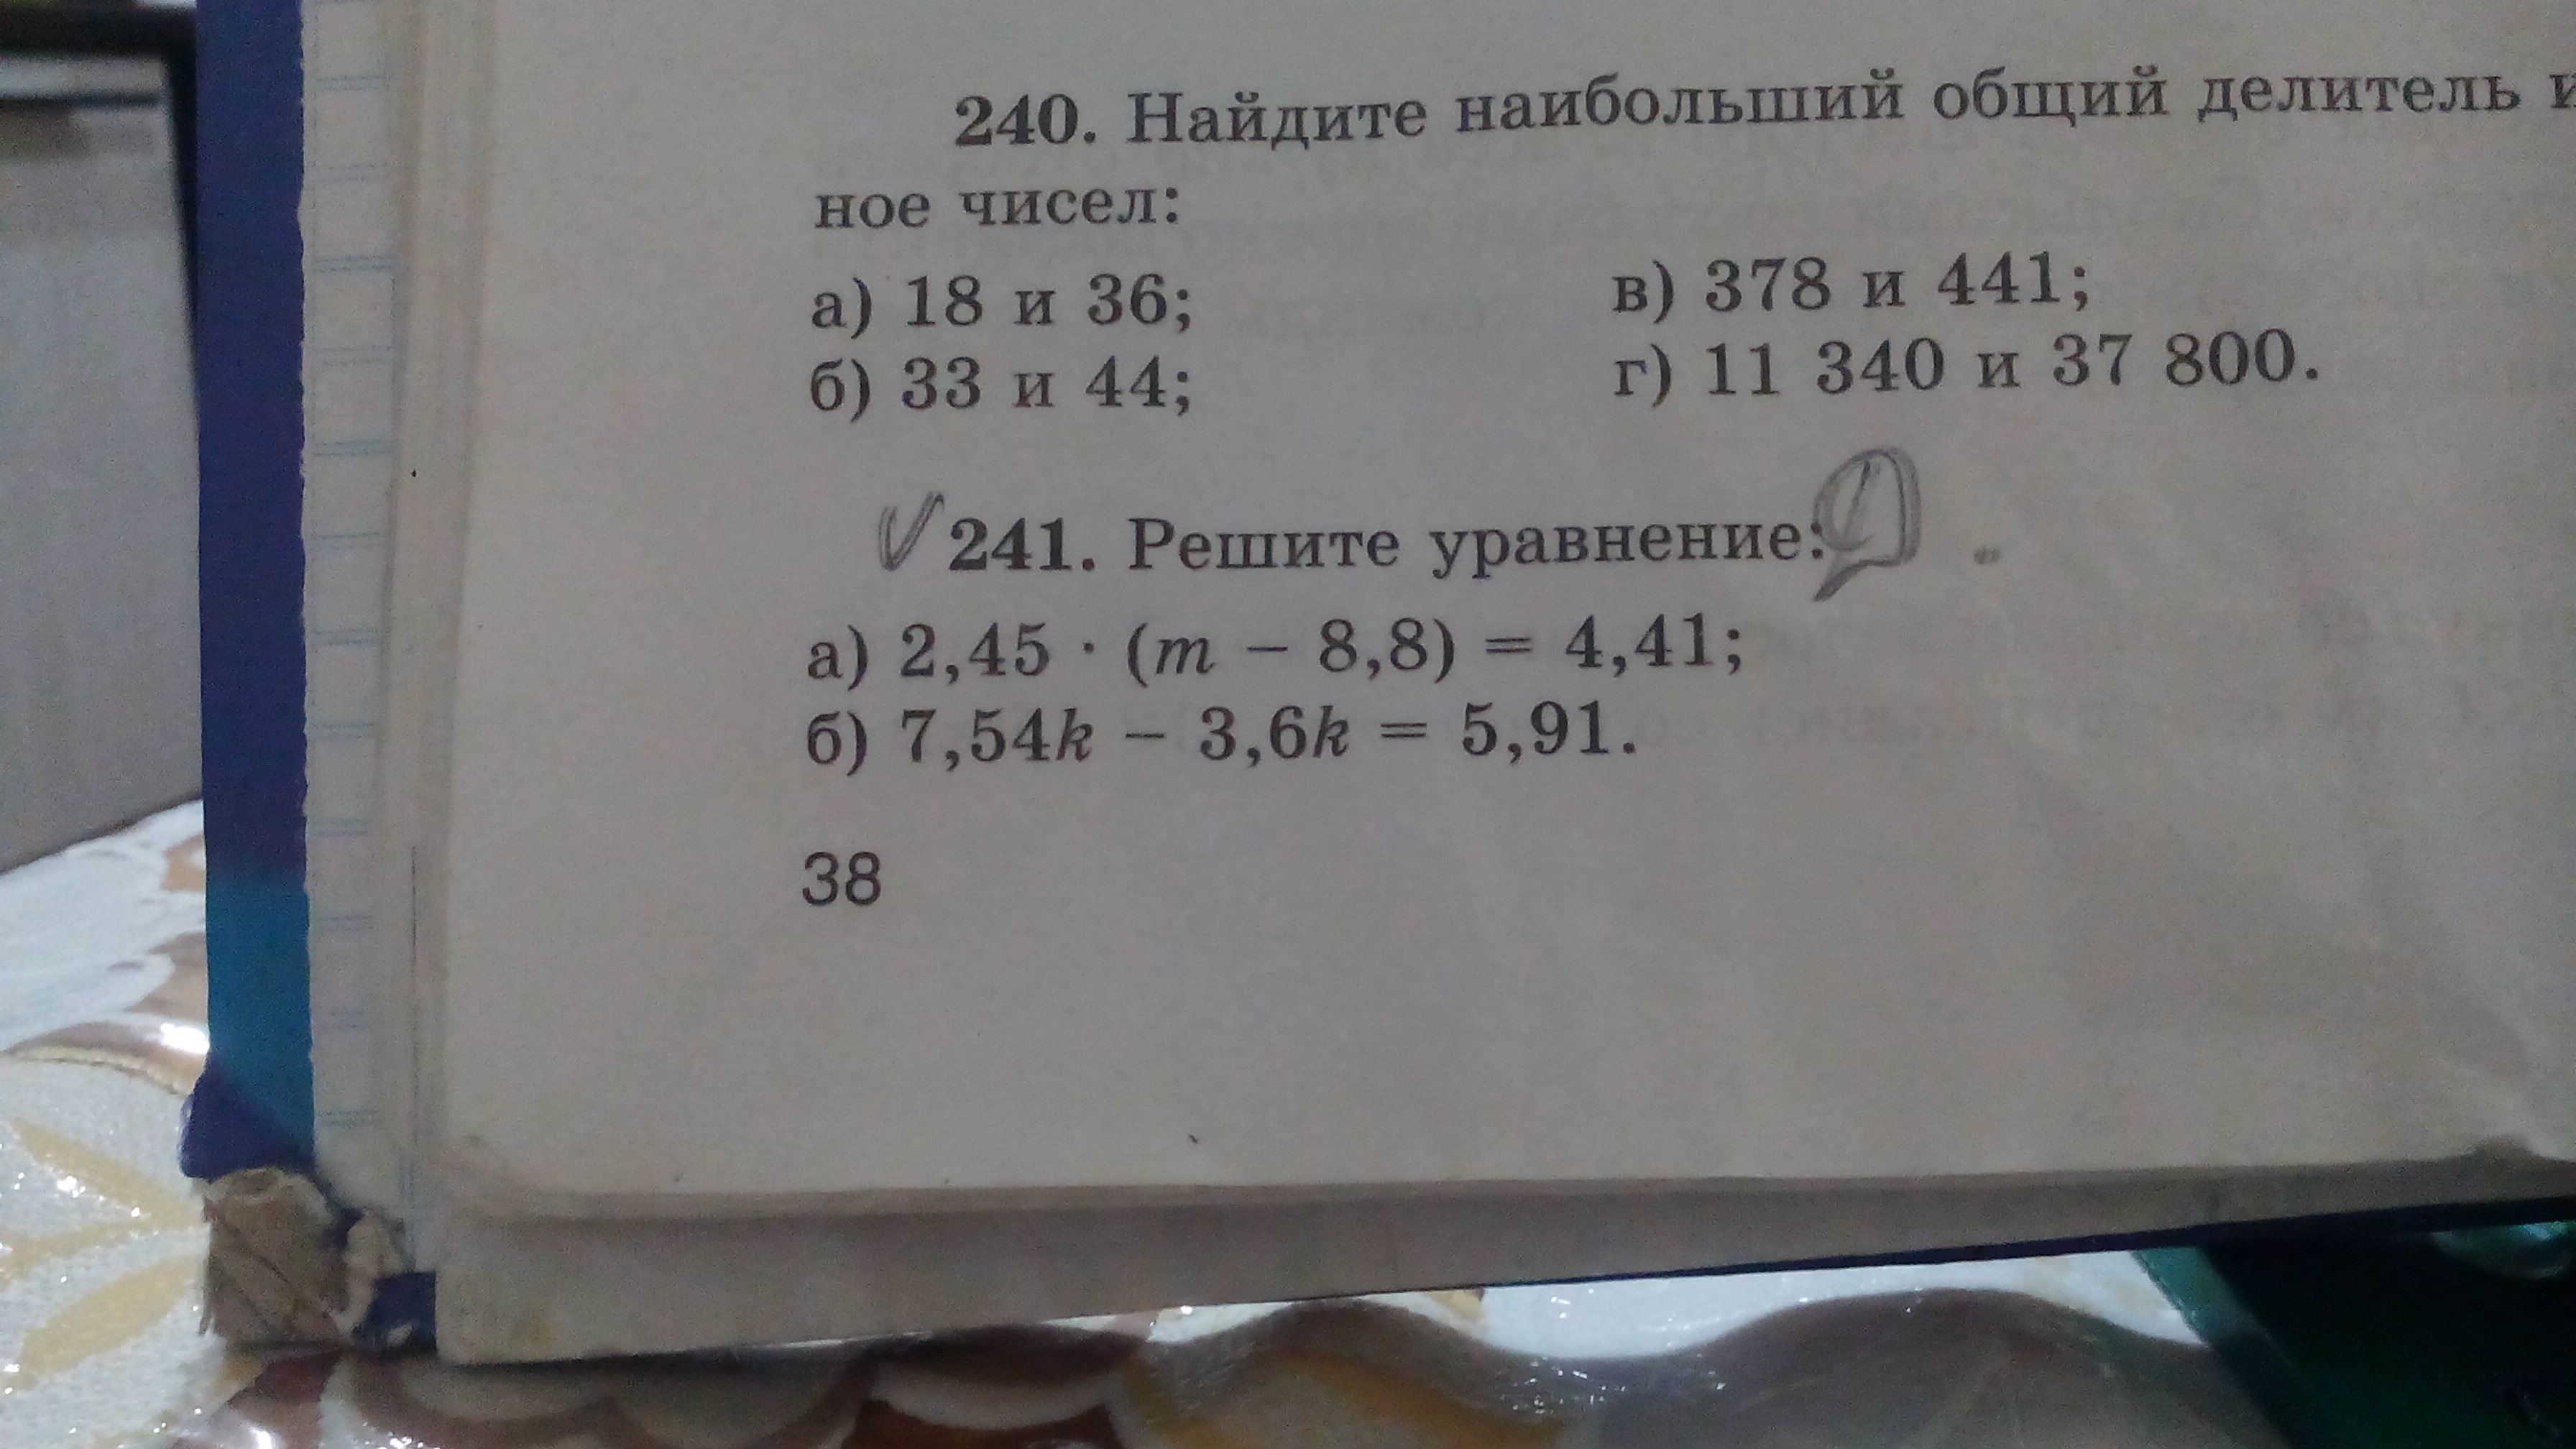 240. Найдите наибольший общий делитель и
ное чисел:
а) 18 и 36; в) 378 и 441;
б) 33 и 44; г) 11 340 и 37 800.
241. Решите уравнение:
а) 2,45 · (m − 8,8) = 4,41;
б) 7,54k − 3,6k = 5,91.
38